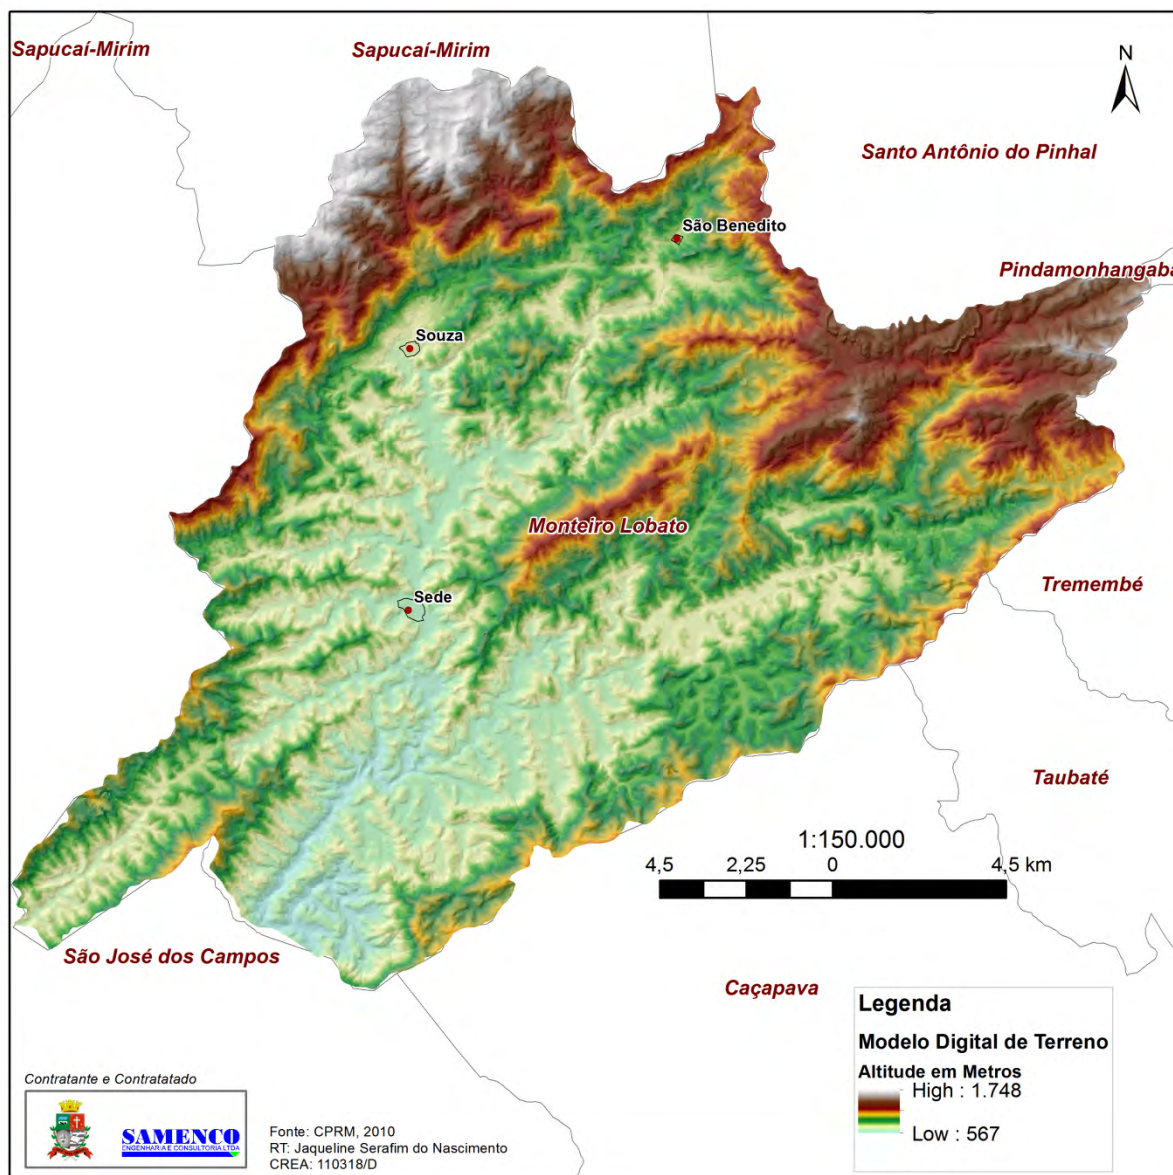 Sapucaí-Mirim
Sapucaí-Mirim
N
Santo Antônio do Pinhal
São Benedito
Pindamonhangaba
Souza
Monteiro Lobato
Sede
Tremembé
Taubaté
1:150.000
4,5 2,25 0 4,5 km
São José dos Campos
Caçapava
Legenda
Modelo Digital de Terreno
Altitude em Metros
High : 1.748
Low : 567
Contratante e Contratatado
SAMENCO
ENGENHARIA E CONSULTORIA LTDA
Fonte: CPRM, 2010
RT: Jaqueline Serafim do Nascimento
CREA: 110318/D